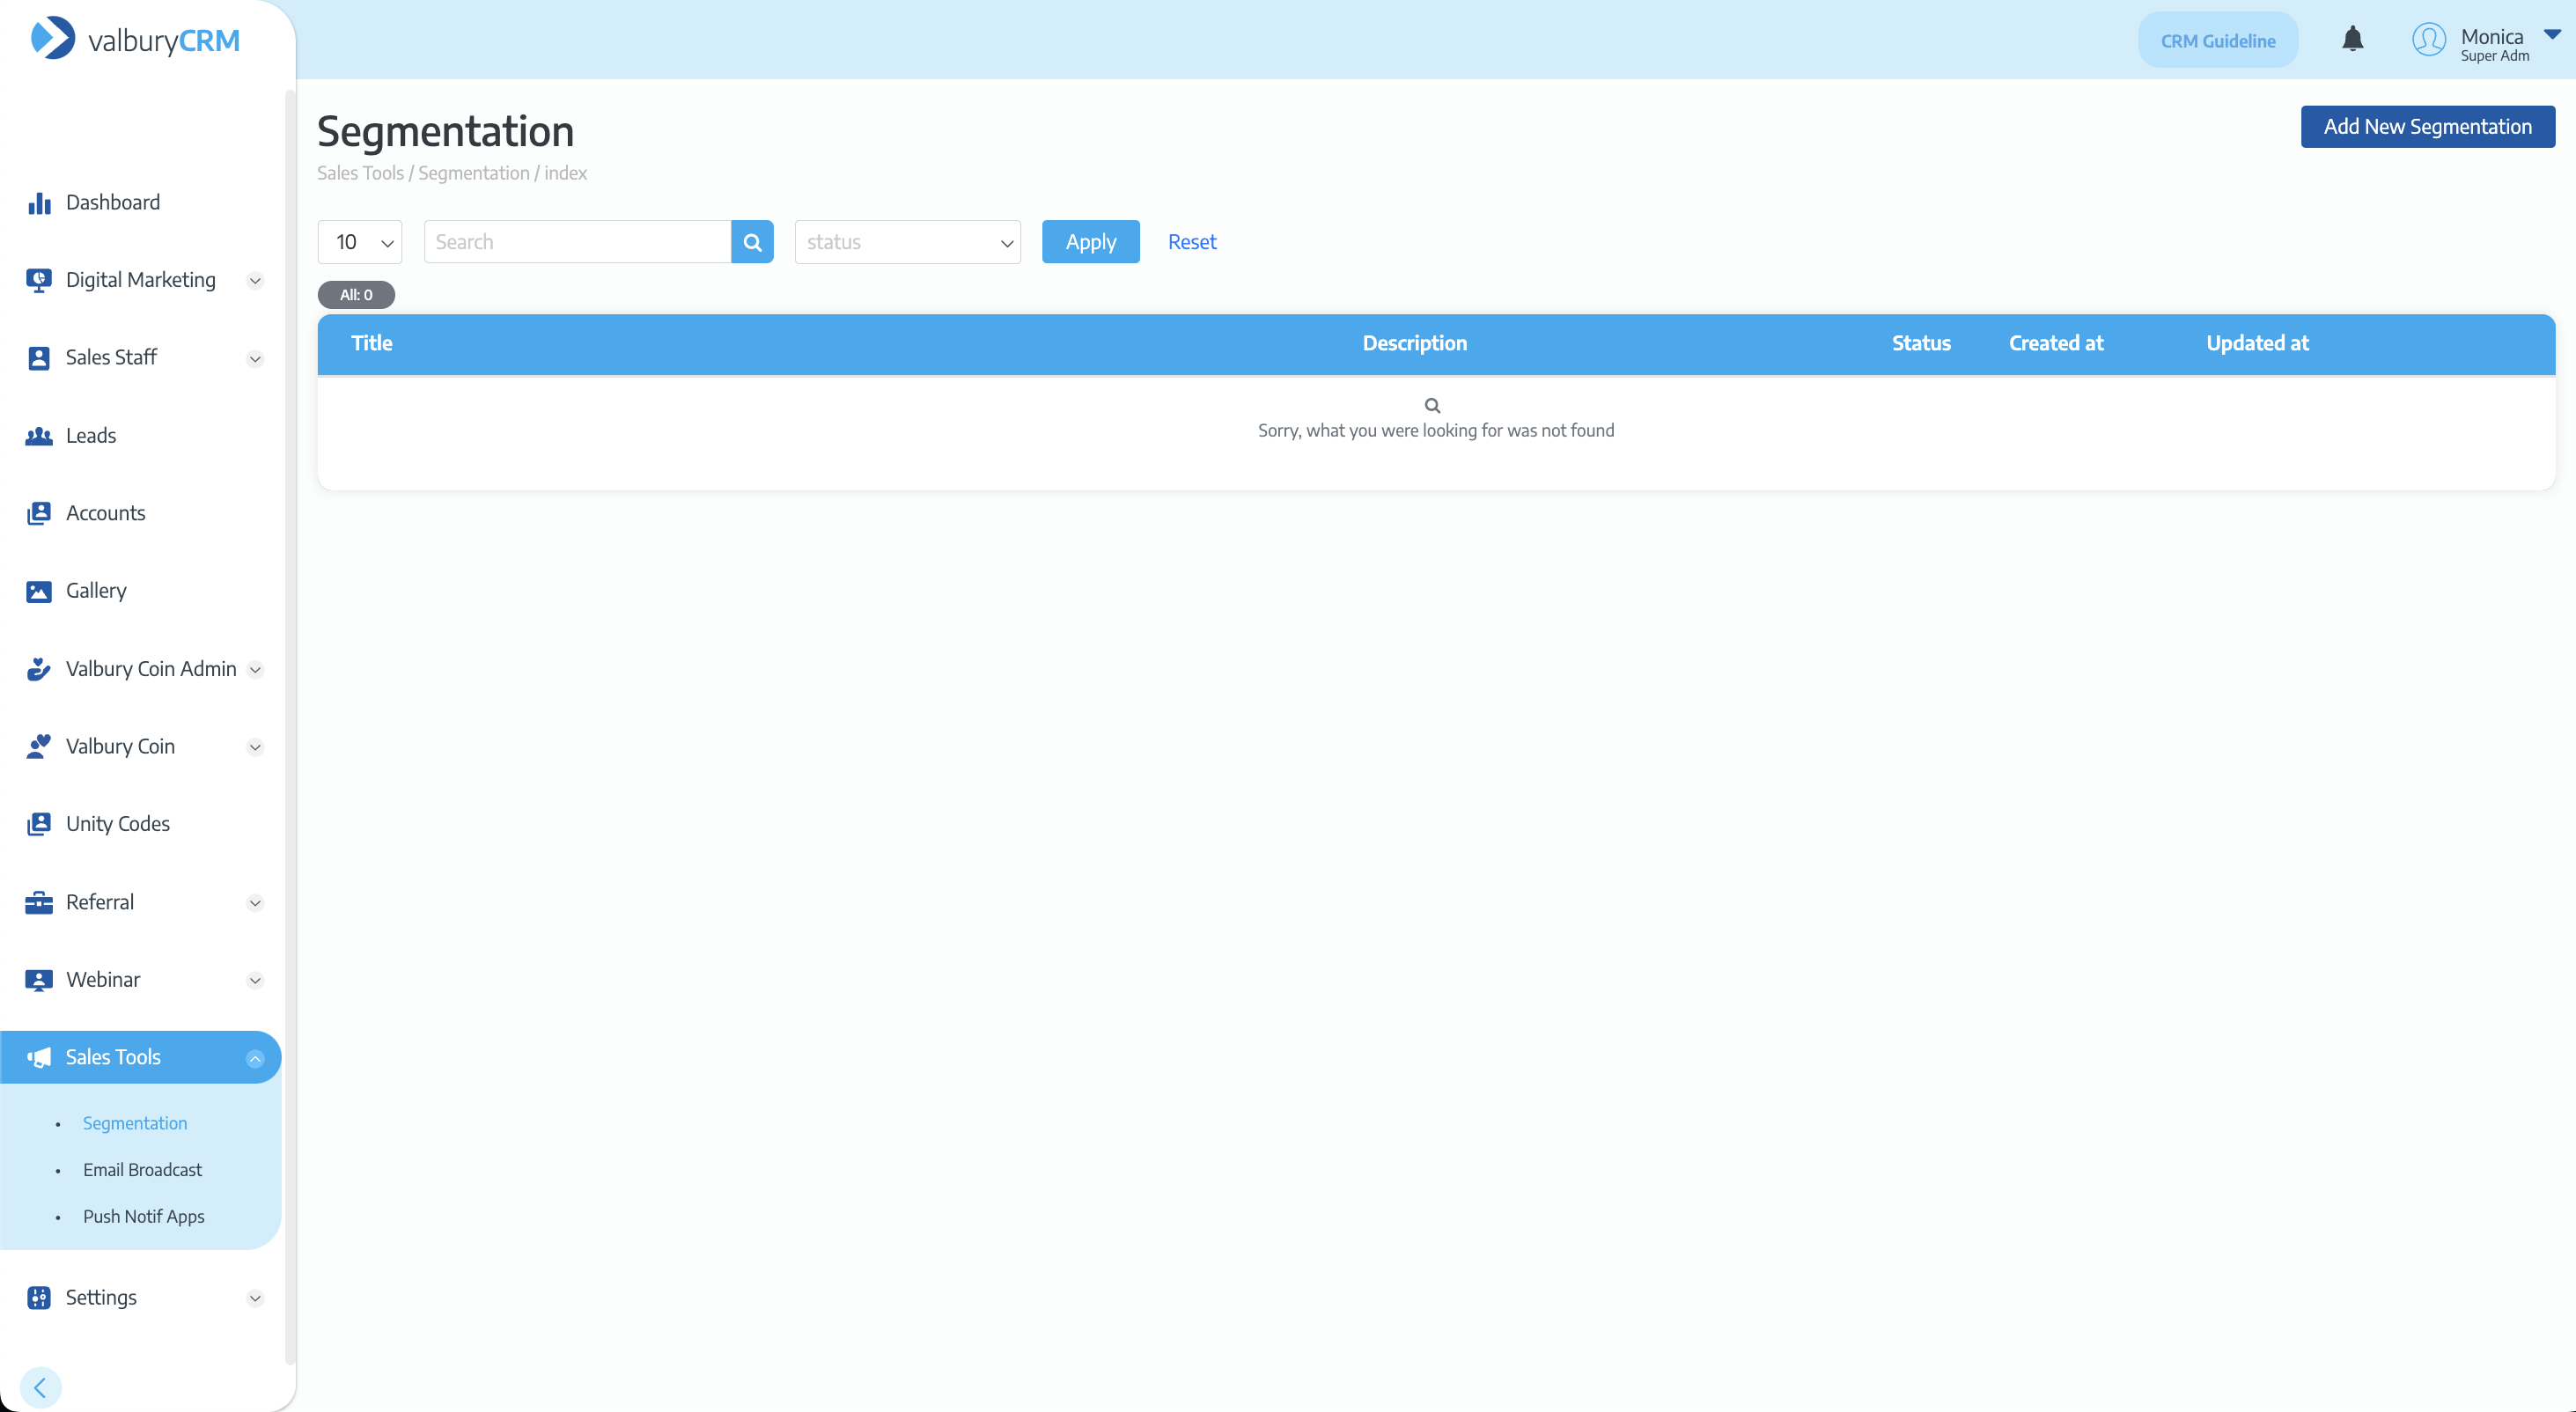 valburyCRM
CRM Guideline
Monica
Super Adm
Segmentation
Add New Segmentation
Sales Tools / Segmentation / index
10
Search
status
Apply
Reset
All: 0
Title Description Status Created at Updated at
Sorry, what you were looking for was not found
Dashboard
Digital Marketing
Sales Staff
Leads
Accounts
Gallery
Valbury Coin Admin
Valbury Coin
Unity Codes
Referral
Webinar
Sales Tools
• Segmentation
• Email Broadcast
• Push Notif Apps
Settings